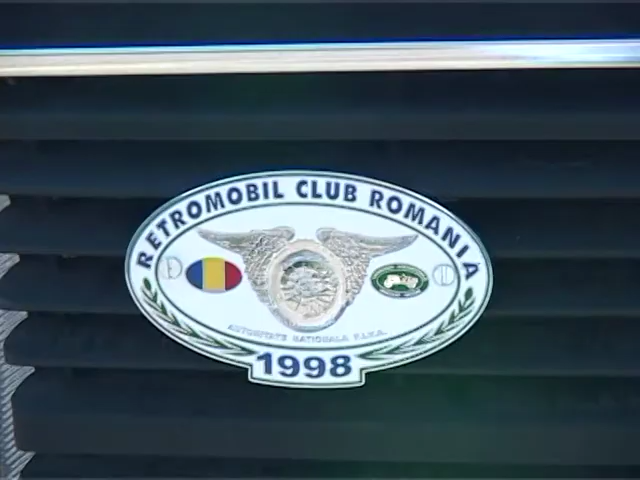 RETROMOBIL CLUB ROMANIA
AUTORITATE NATIONALA F.I.V.A.
1998